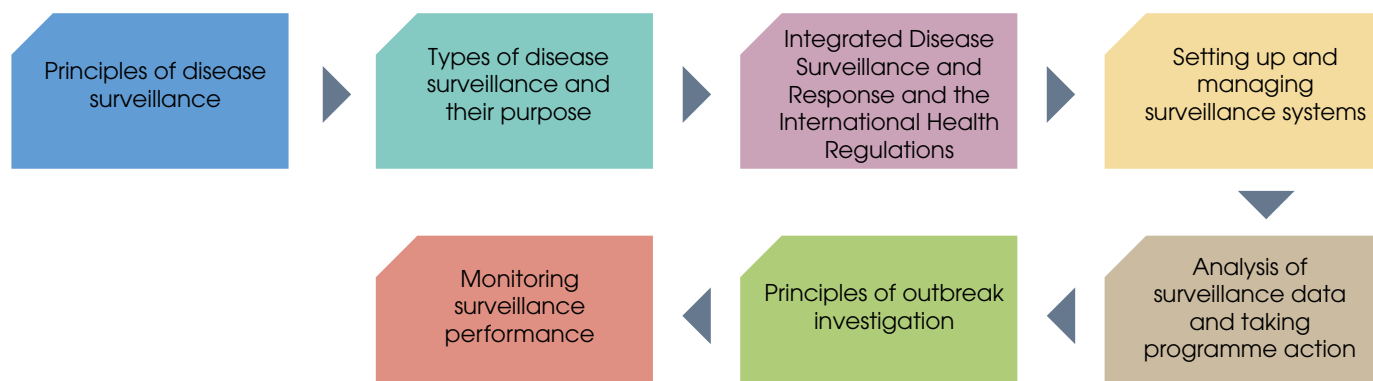 Principles of disease
surveillance
Types of disease
surveillance and
their purpose
Integrated Disease
Surveillance and
Response and the
International Health
Regulations
Setting up and
managing
surveillance systems
Analysis of
surveillance data
and taking
programme action
Principles of outbreak
investigation
Monitoring
surveillance
performance